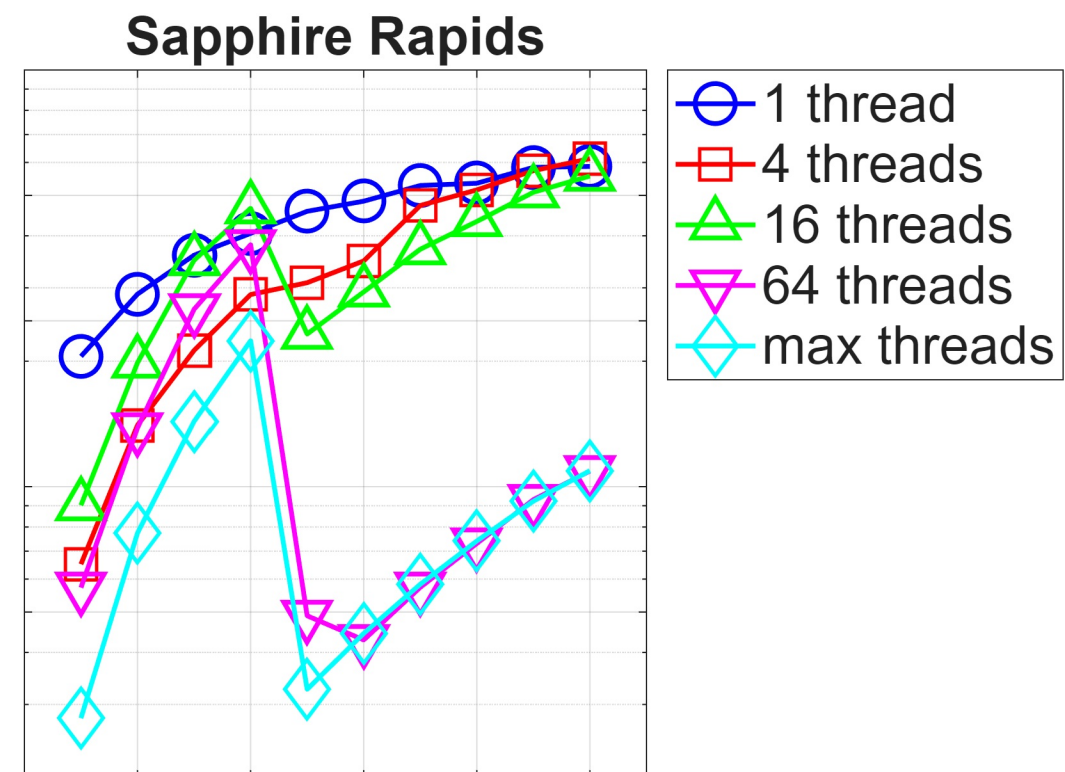 Sapphire Rapids
1 thread
4 threads
16 threads
64 threads
max threads